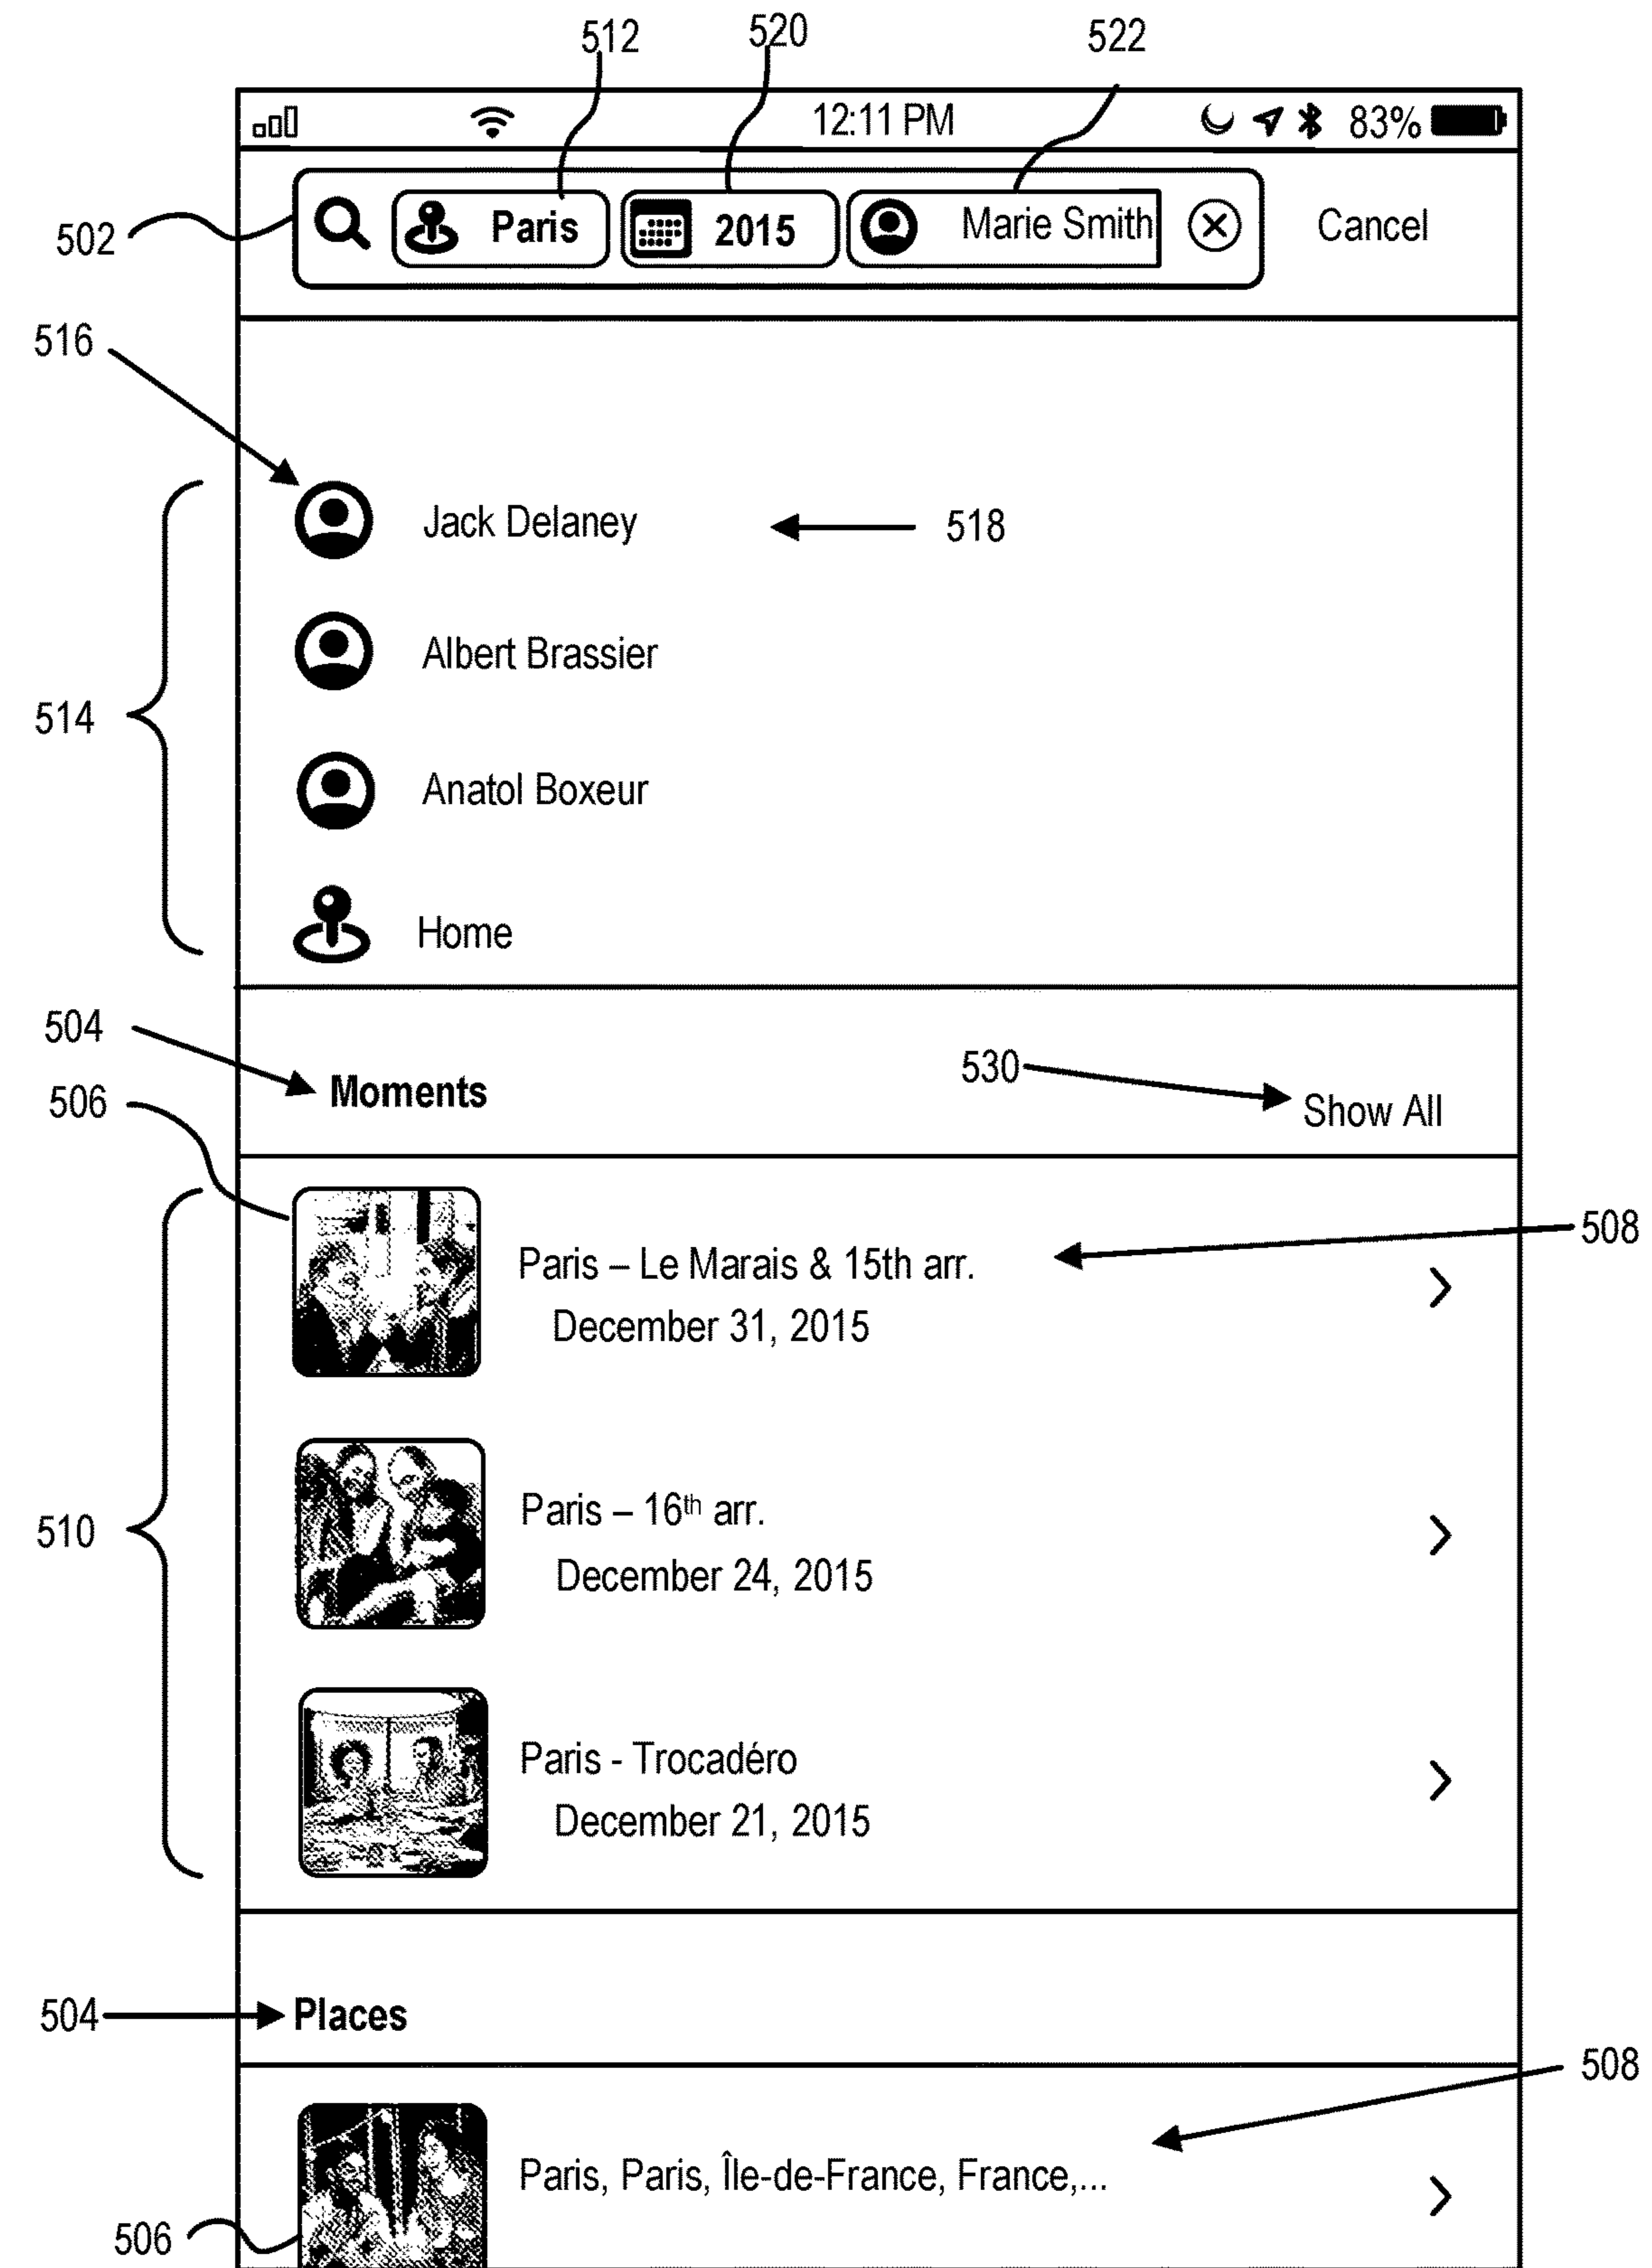 512 520 522
12:11 PM 83%
502 Paris 2015 Marie Smith Cancel
516
Jack Delaney 518
Albert Brassier
514
Anatol Boxeur
Home
504
530
Moments
506
Show All
508
Paris – Le Marais & 15th arr.
December 31, 2015
Paris – 16th arr.
510
December 24, 2015
Paris - Trocadéro
December 21, 2015
504 Places
508
Paris, Paris, Île-de-France, France,...
506